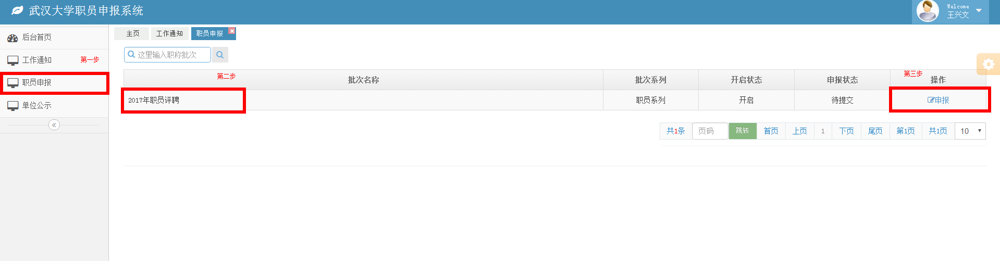 武汉大学职员申报系统
Welcome
王兴文
后台首页
工作通知
第一步
职员申报
单位公示
主页 工作通知 职员申报
这里输入职称批次
第二步
第三步
批次名称 批次系列 开启状态 申报状态 操作
2017年职员评聘 职员系列 开启 待提交 申报
共1条 页码 跳转 首页 上页 1 下页 尾页 第1页 共1页 10